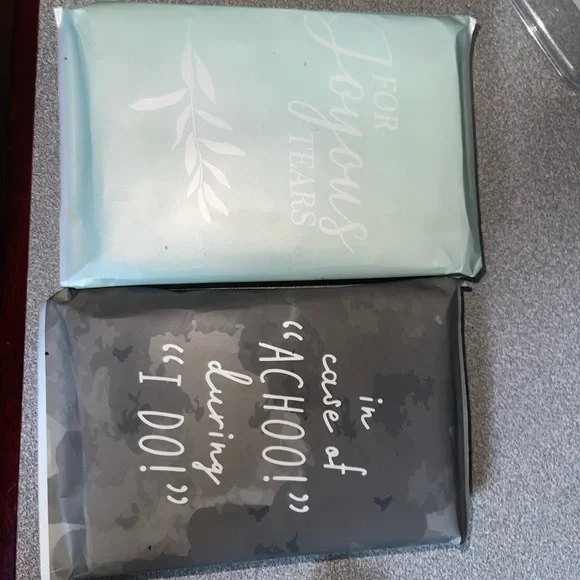 FOR
Joyous
TEARS
in
case of
“ACHOO!”
during
“I DO!”